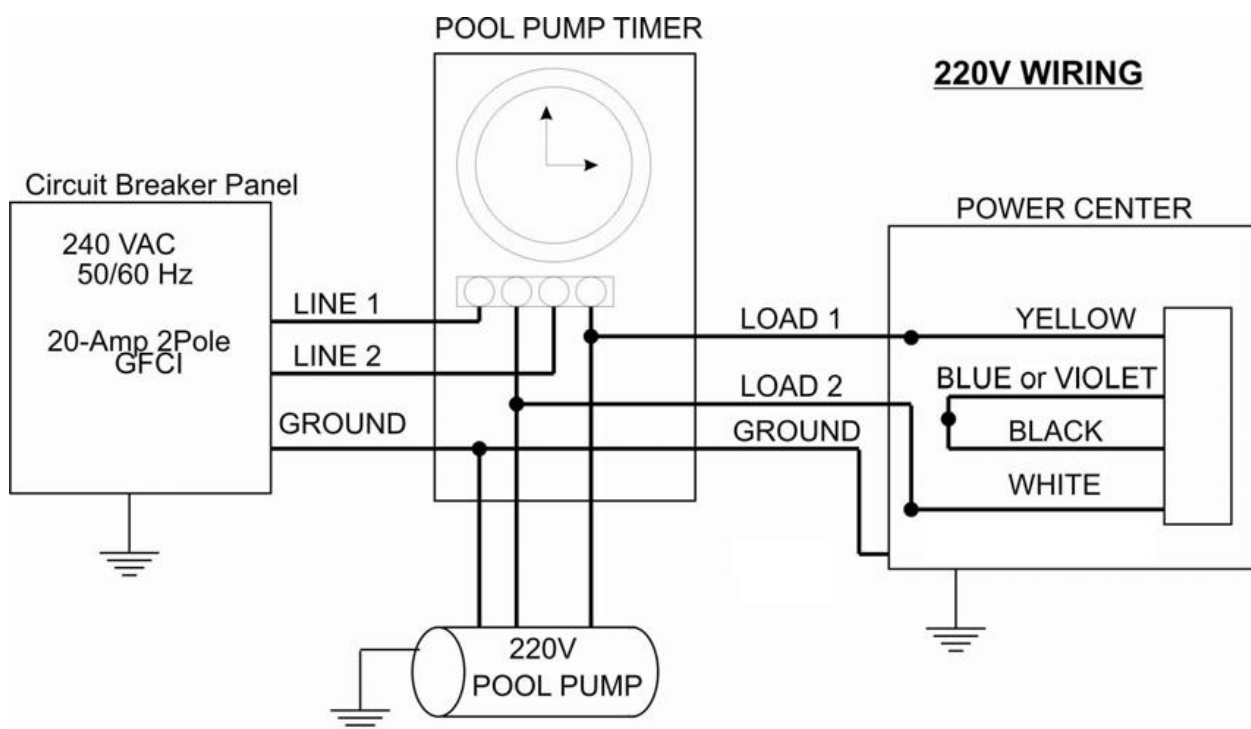 POOL PUMP TIMER
220V WIRING
Circuit Breaker Panel
240 VAC
50/60 Hz
20-Amp 2Pole
GFCI
LINE 1
LINE 2
GROUND
POWER CENTER
LOAD 1
YELLOW
BLUE or VIOLET
LOAD 2
GROUND
BLACK
WHITE
220V
POOL PUMP